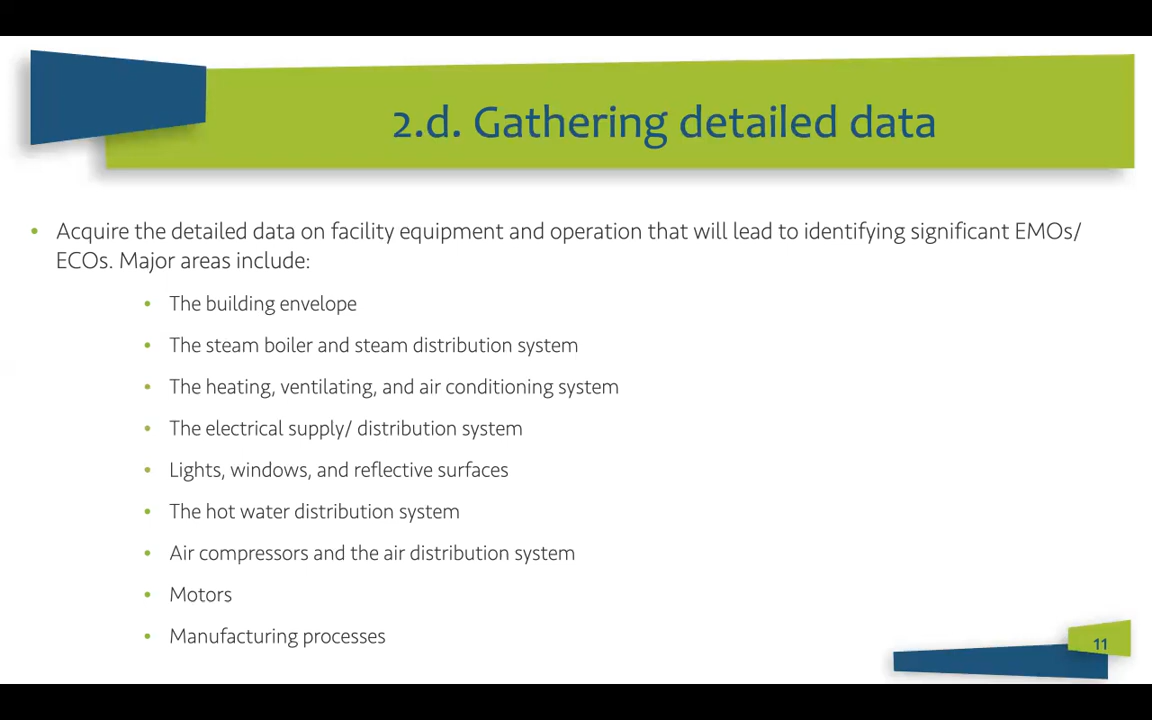 2.d. Gathering detailed data
• Acquire the detailed data on facility equipment and operation that will lead to identifying significant EMOs/
ECOs. Major areas include:
• The building envelope
• The steam boiler and steam distribution system
• The heating, ventilating, and air conditioning system
• The electrical supply/ distribution system
• Lights, windows, and reflective surfaces
• The hot water distribution system
• Air compressors and the air distribution system
• Motors
• Manufacturing processes
11